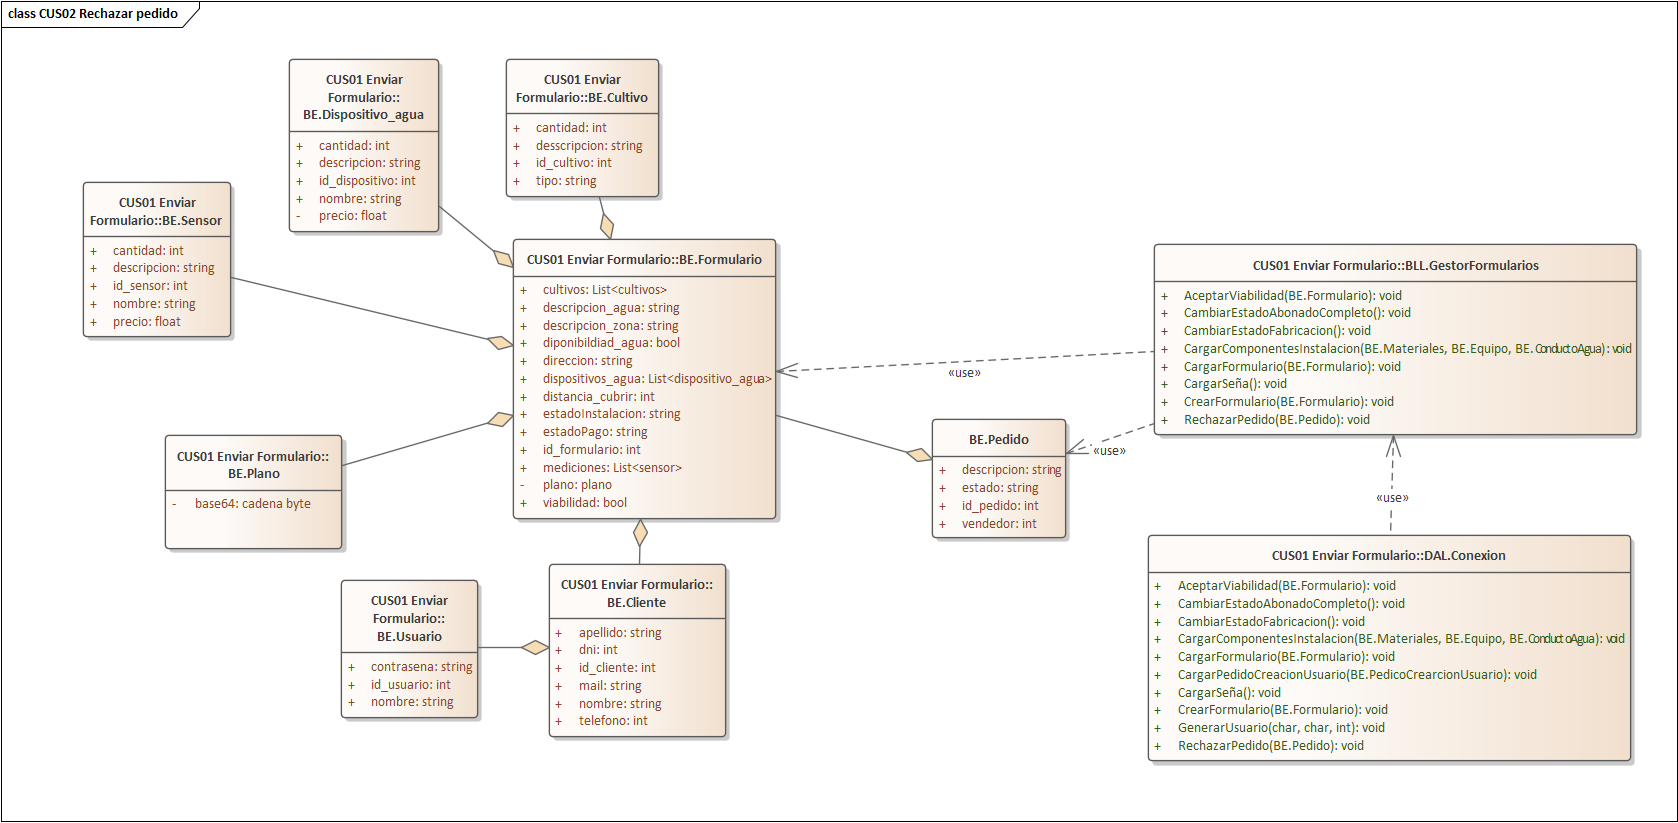 class CUS02 Rechazar pedido
CUS01 Enviar
Formulario::
BE.Dispositivo_agua
+ cantidad: int
+ descripcion: string
+ id_dispositivo: int
+ nombre: string
- precio: float
CUS01 Enviar
Formulario::BE.Cultivo
+ cantidad: int
+ desscripcion: string
+ id_cultivo: int
+ tipo: string
CUS01 Enviar
Formulario::BE.Sensor
+ cantidad: int
+ descripcion: string
+ id_sensor: int
+ nombre: string
+ precio: float
CUS01 Enviar Formulario::BE.Formulario
+ cultivos: List<cultivos>
+ descripcion_agua: string
+ descripcion_zona: string
+ diponibildiad_agua: bool
+ direccion: string
+ dispositivos_agua: List<dispositivo_agua>
+ distancia_cubrir: int
+ estadoInstalacion: string
+ estadoPago: string
+ id_formulario: int
+ mediciones: List<sensor>
- plano: plano
+ viabilidad: bool
CUS01 Enviar Formulario::BLL.GestorFormularios
+ AceptarViabilidad(BE.Formulario): void
+ CambiarEstadoAbonadoCompleto(): void
+ CambiarEstadoFabricacion(): void
+ CargarComponentesInstalacion(BE.Materiales, BE.Equipo, BE.ConductoAgua): void
+ CargarFormulario(BE.Formulario): void
+ CargarSeña(): void
+ CrearFormulario(BE.Formulario): void
+ RechazarPedido(BE.Pedido): void
«use»
«use»
«use»
CUS01 Enviar Formulario::
BE.Plano
- base64: cadena byte
BE.Pedido
+ descripcion: string
+ estado: string
+ id_pedido: int
+ vendedor: int
CUS01 Enviar
Formulario::
BE.Usuario
+ contrasena: string
+ id_usuario: int
+ nombre: string
CUS01 Enviar Formulario::
BE.Cliente
+ apellido: string
+ dni: int
+ id_cliente: int
+ mail: string
+ nombre: string
+ telefono: int
CUS01 Enviar Formulario::DAL.Conexion
+ AceptarViabilidad(BE.Formulario): void
+ CambiarEstadoAbonadoCompleto(): void
+ CambiarEstadoFabricacion(): void
+ CargarComponentesInstalacion(BE.Materiales, BE.Equipo, BE.ConductoAgua): void
+ CargarFormulario(BE.Formulario): void
+ CargarPedidoCreacionUsuario(BE.PedicoCrearcionUsuario): void
+ CargarSeña(): void
+ CrearFormulario(BE.Formulario): void
+ GenerarUsuario(char, char, int): void
+ RechazarPedido(BE.Pedido): void